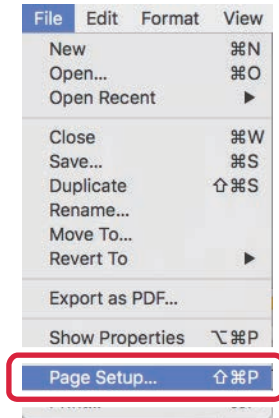 File Edit Format View
New ⌘N
Open... ⌘O
Open Recent ▶
Close ⌘W
Save... ⌘S
Duplicate ⇧⌘S
Rename...
Move To...
Revert To ▶
Export as PDF...
Show Properties ⌥⌘P
Page Setup... ⇧⌘P